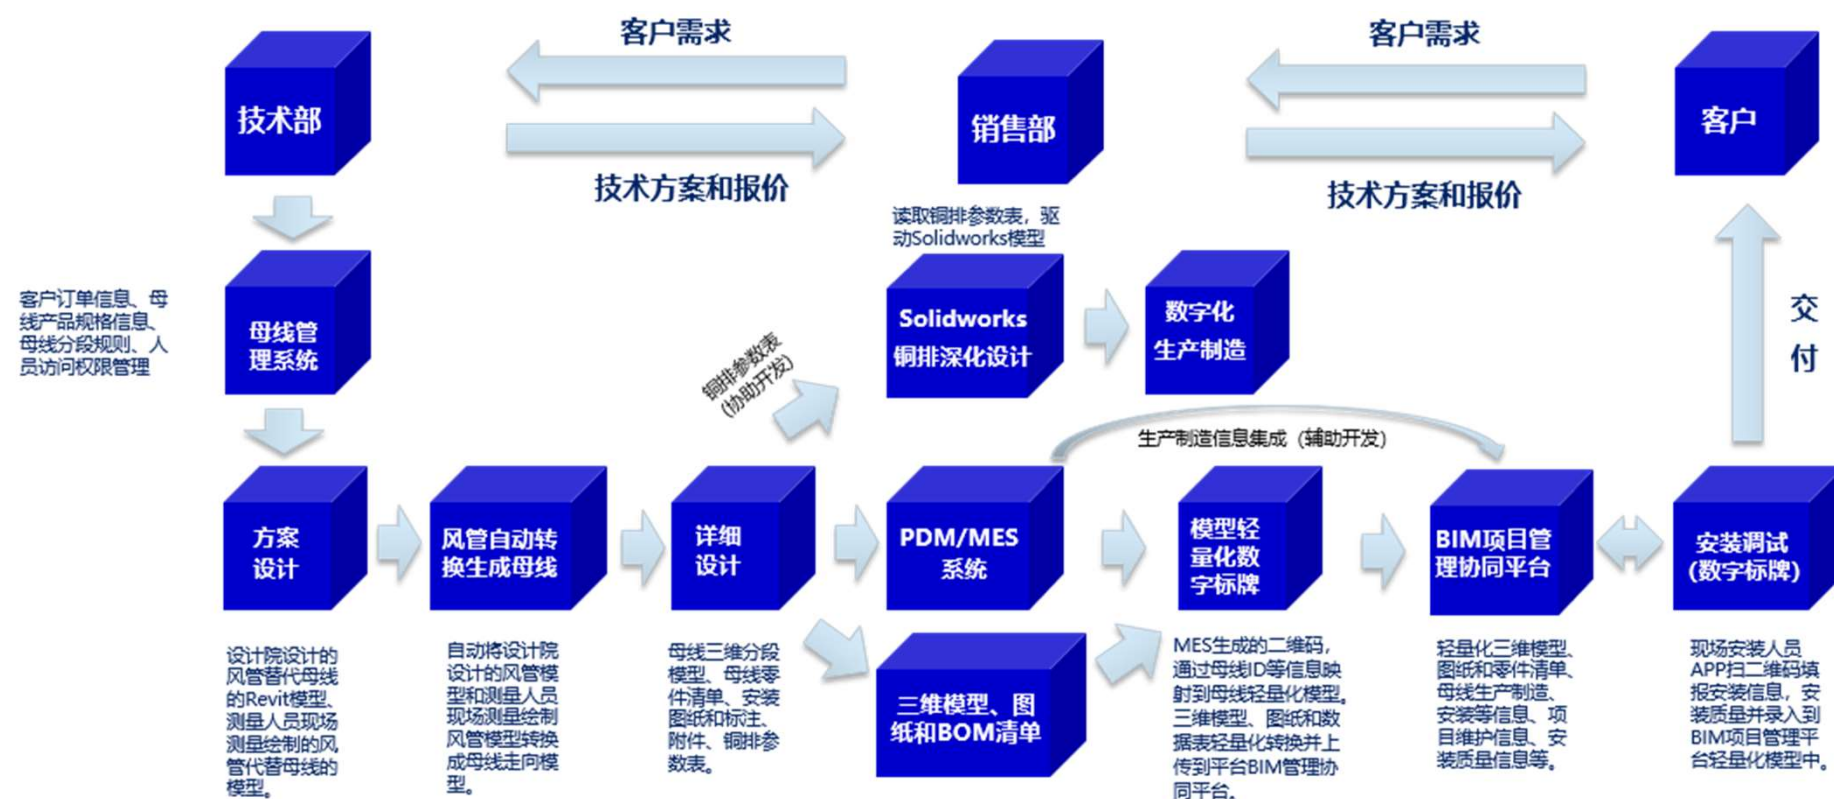 客户需求
客户需求
技术部
销售部
客户
技术方案和报价
技术方案和报价
读取铜排参数表，驱
动Solidworks模型
客户订单信息、母
线产品规格信息、
母线分段规则、人
员访问权限管理
母线管
理系统
铜排参数表
(协助开发)
Solidworks
铜排深化设计
数字化
生产制造
交
付
生产制造信息集成（辅助开发）
方案
设计
风管自动转
换生成母线
详细
设计
PDM/MES
系统
模型轻
量化数
字标牌
BIM项目管
理协同平台
安装调试
(数字标牌)
设计院设计的
风管替代母线
的Revit模型、
测量人员现场
测量绘制的风
管代替母线的
模型。
自动将设计院
设计的风管模
型和测量人员
现场测量绘制
风管模型转换
成母线走向模
型。
母线三维分段
模型、母线零
件清单、安装
图纸和标注、
附件、铜排参
数表。
三维模型、图
纸和BOM清单
MES生成的二维码，
通过母线ID等信息映
射到母线轻量化模型。
三维模型、图纸和数
据表轻量化转换并上
传到平台BIM管理协
同平台。
轻量化三维模型、
图纸和零件清单、
母线生产制造、
安装等信息、项
目维护信息、安
装质量信息等。
现场安装人员
APP扫二维码填
报安装信息，安
装质量并录入到
BIM项目管理平
台轻量化模型中。